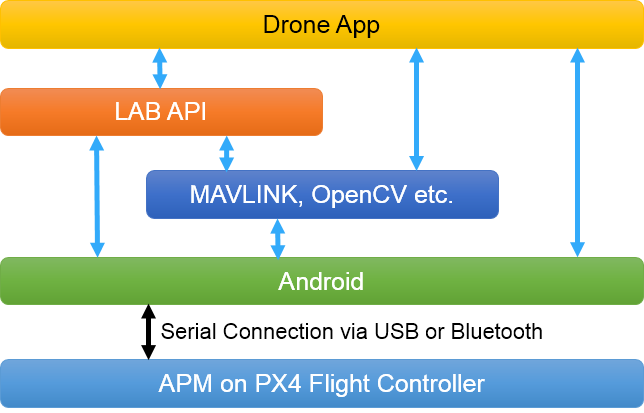 Drone App
LAB API
MAVLINK, OpenCV etc.
Android
Serial Connection via USB or Bluetooth
APM on PX4 Flight Controller